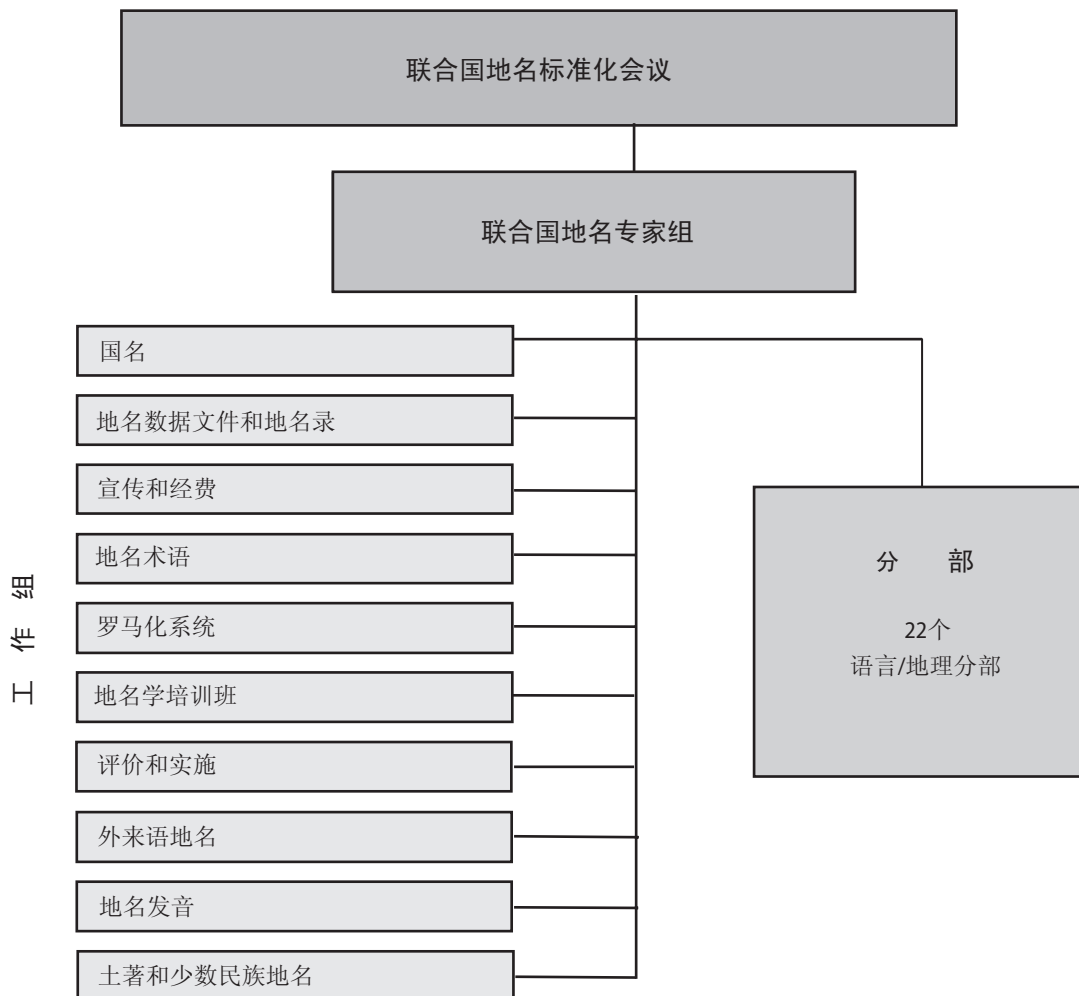 联合国地名标准化会议
联合国地名专家组
国名
地名数据文件和地名录
宣传和经费
地名术语
罗马化系统
地名学培训班
评价和实施
外来语地名
地名发音
土著和少数民族地名
工作组
分 部
22个
语言/地理分部